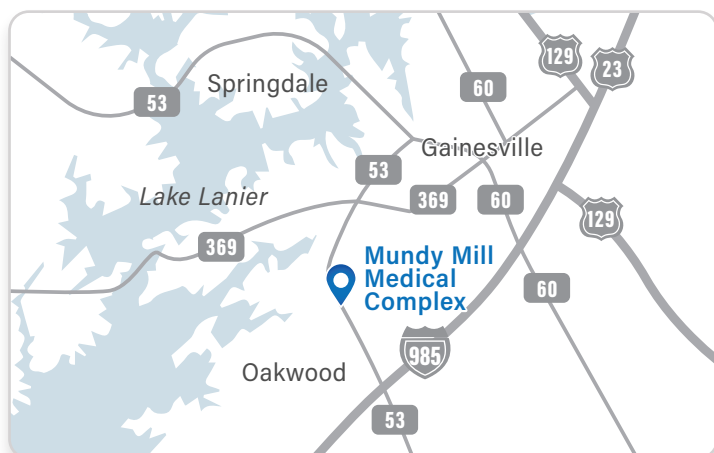 129
23
Springdale
60
53
Gainesville
53
Lake Lanier
369
60
129
369
Mundy Mill
Medical
Complex
60
985
Oakwood
53